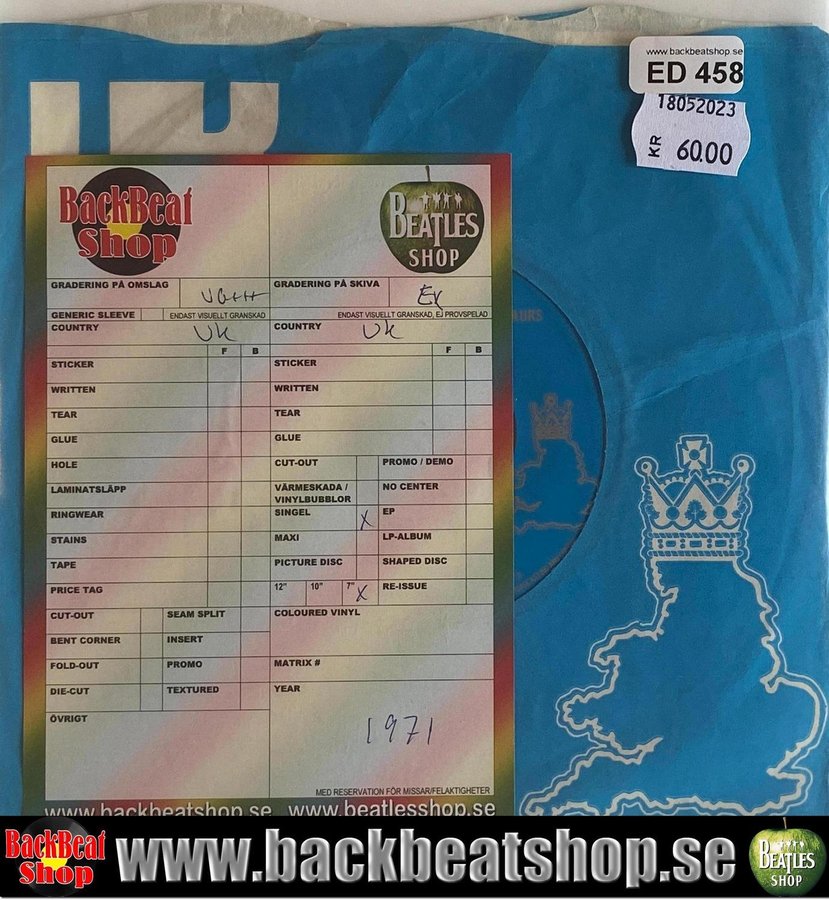 www.backbeatshop.se
ED 458
18052023
KR 60.00
BackBeat
Shop
BEATLES
SHOP
GRADERING PÅ OMSLAG VG++
GRADERING PÅ SKIVA EX
GENERIC SLEEVE ENDAST VISUELLT GRANSKAD
ENDAST VISUELLT GRANSKAD, EJ PROVSPELAD
COUNTRY UK
COUNTRY UK
F B
F B
STICKER
STICKER
WRITTEN
WRITTEN
TEAR
TEAR
GLUE
GLUE
HOLE
CUT-OUT PROMO / DEMO
LAMINATSLÄPP
VÄRMESKADA / NO CENTER
VINYLBUBBLOR
RINGWEAR
SINGEL X EP
STAINS
MAXI LP-ALBUM
TAPE
PICTURE DISC SHAPED DISC
PRICE TAG
12" 10" 7" X RE-ISSUE
CUT-OUT SEAM SPLIT
COLOURED VINYL
BENT CORNER INSERT
FOLD-OUT PROMO
MATRIX #
DIE-CUT TEXTURED
YEAR
ÖVRIGT
1971
MED RESERVATION FÖR MISSAR/FELAKTIGHETER
www.backbeatshop.se www.beatlesshop.se
BackBeat
Shop
www.backbeatshop.se
BEATLES
SHOP